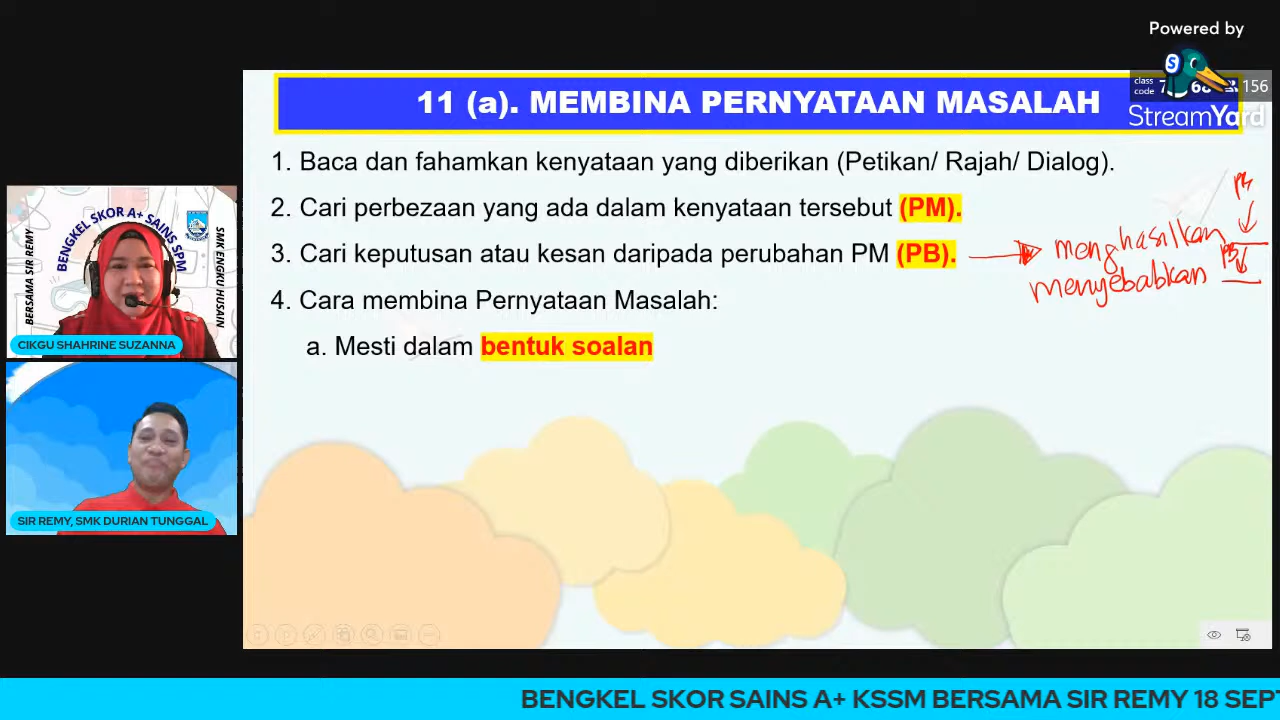 Powered by
StreamYard
class
code
156
11 (a). MEMBINA PERNYATAAN MASALAH
1. Baca dan fahamkan kenyataan yang diberikan (Petikan/ Rajah/ Dialog).
2. Cari perbezaan yang ada dalam kenyataan tersebut (PM).
3. Cari keputusan atau kesan daripada perubahan PM (PB).
menghasilkan
PB
menyebabkan
PB
4. Cara membina Pernyataan Masalah:
a. Mesti dalam bentuk soalan
BENGKEL SKOR A+ SAINS SPM
BERSAMA SIR REMY
SMK ENGKU HUSAIN
CIKGU SHAHRINE SUZANNA
SIR REMY, SMK DURIAN TUNGGAL
BENGKEL SKOR SAINS A+ KSSM BERSAMA SIR REMY 18 SEPT